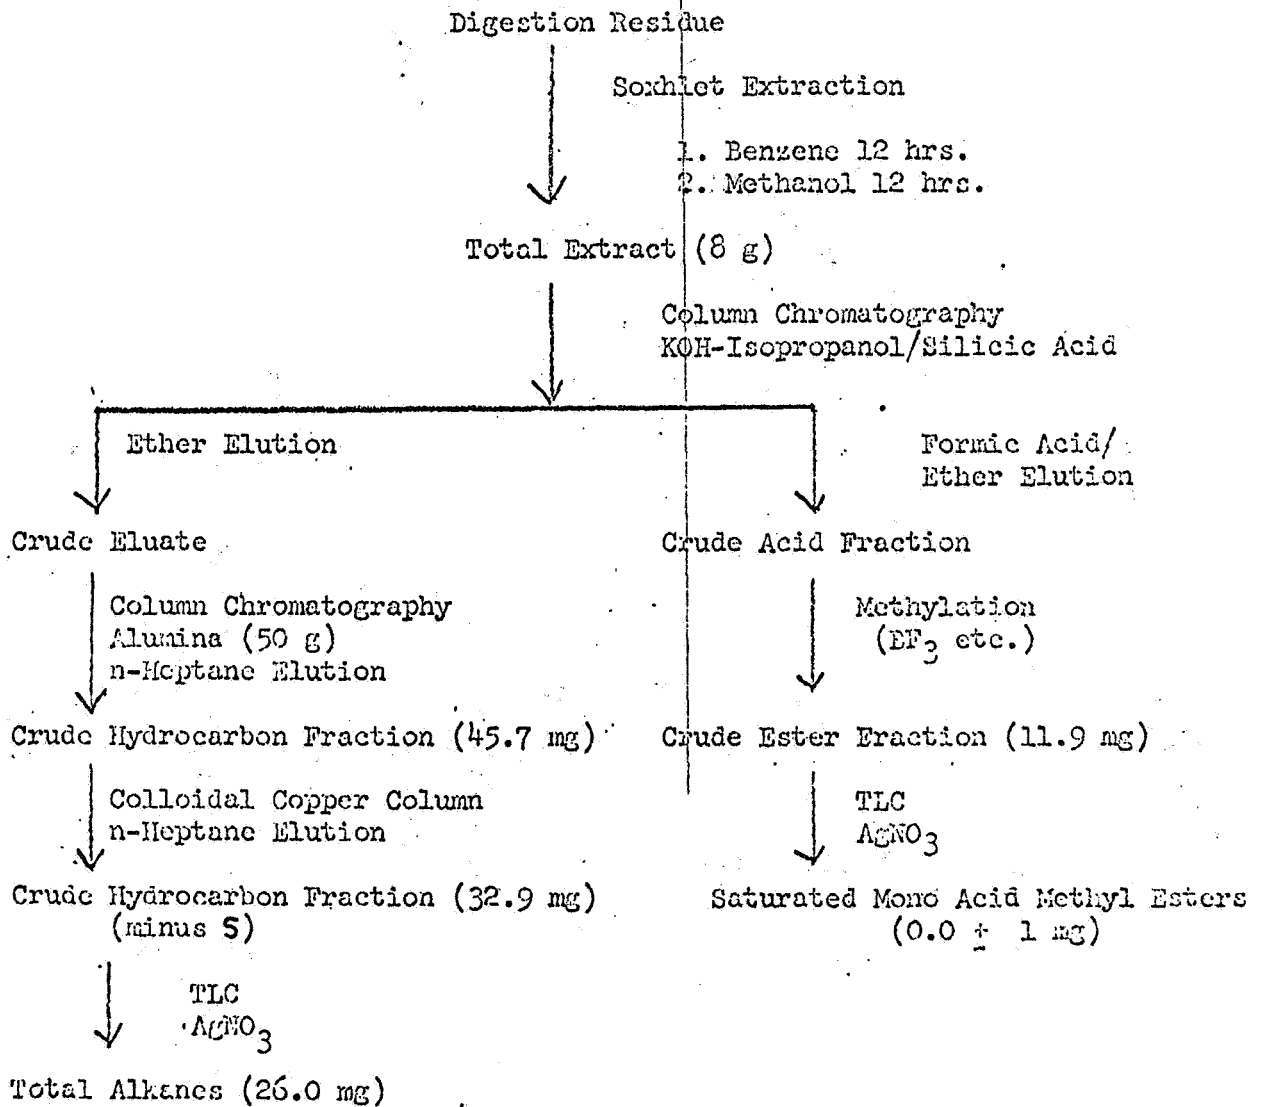 Digestion Residue
Soxhlet Extraction
1. Benzene 12 hrs.
2. Methanol 12 hrs.
Total Extract (8 g)
Column Chromatography
KOH-Isopropanol/Silicic Acid
Ether Elution
Formic Acid/
Ether Elution
Crude Eluate
Crude Acid Fraction
Column Chromatography
Alumina (50 g)
n-Heptane Elution
Methylation
(BF3 etc.)
Crude Hydrocarbon Fraction (45.7 mg)
Crude Ester Eraction (11.9 mg)
Colloidal Copper Column
n-Heptane Elution
TLC
AgNO3
Crude Hydrocarbon Fraction (32.9 mg)
(minus S)
Saturated Mono Acid Methyl Esters
(0.0 ± 1 mg)
TLC
AgNO3
Total Alkanes (26.0 mg)